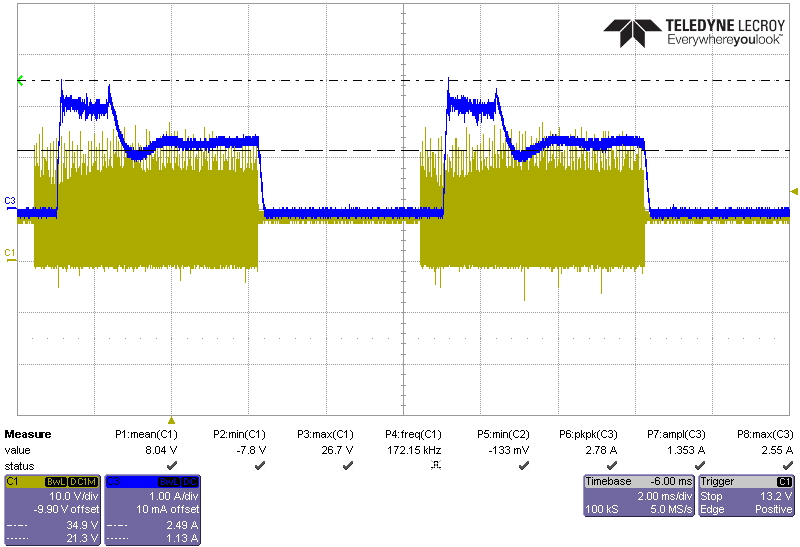 TELEDYNE LECROY
Everywhereyoulook™
C3
C1
Measure P1:mean(C1) P2:min(C1) P3:max(C1) P4:freq(C1) P5:min(C2) P6:pkpk(C3) P7:ampl(C3) P8:max(C3)
value 8.04 V -7.8 V 26.7 V 172.15 kHz -133 mV 2.78 A 1.353 A 2.55 A
status
C1 BwL DC1M
10.0 V/div
-9.90 V offset
34.9 V
21.3 V
C3 BwL DC
1.00 A/div
10 mA offset
2.49 A
1.13 A
Timebase -6.00 ms
2.00 ms/div
100 kS 5.0 MS/s
Trigger C1
Stop 13.2 V
Edge Positive